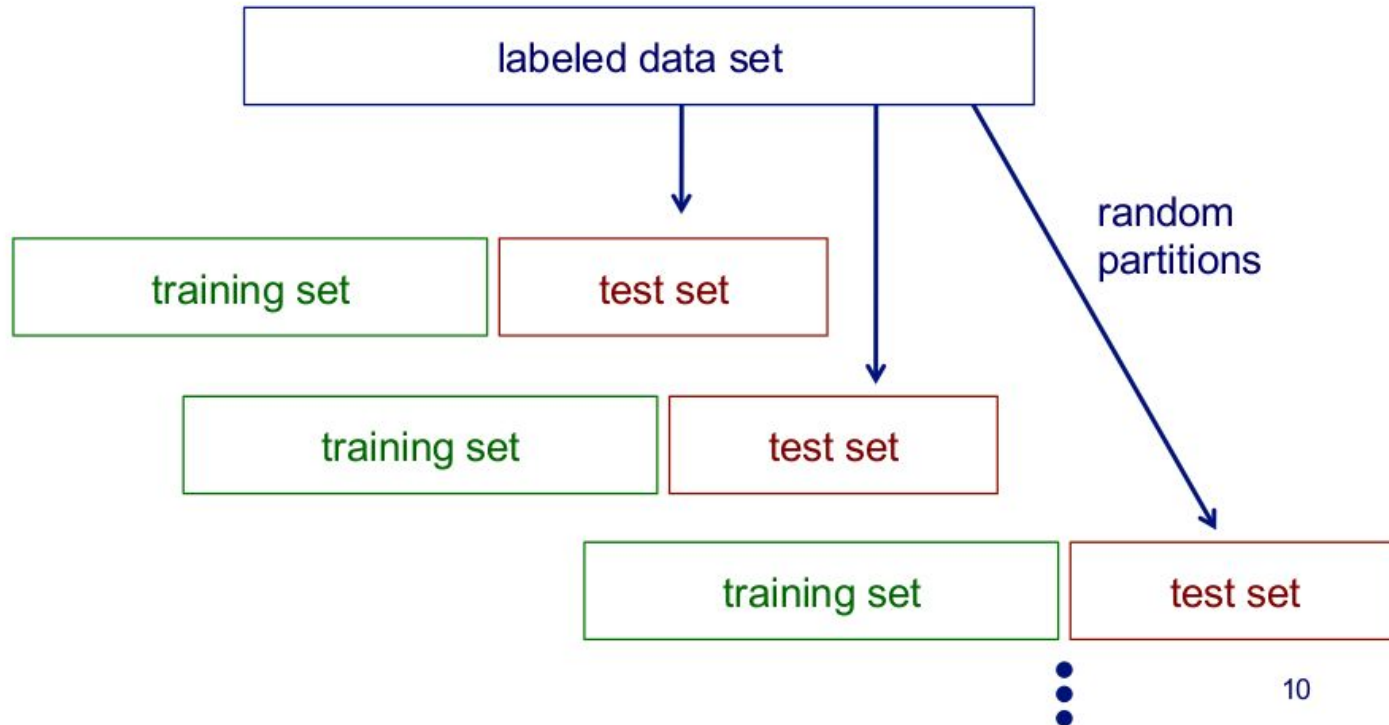 labeled data set
random
partitions
training set
test set
training set
test set
training set
test set
10